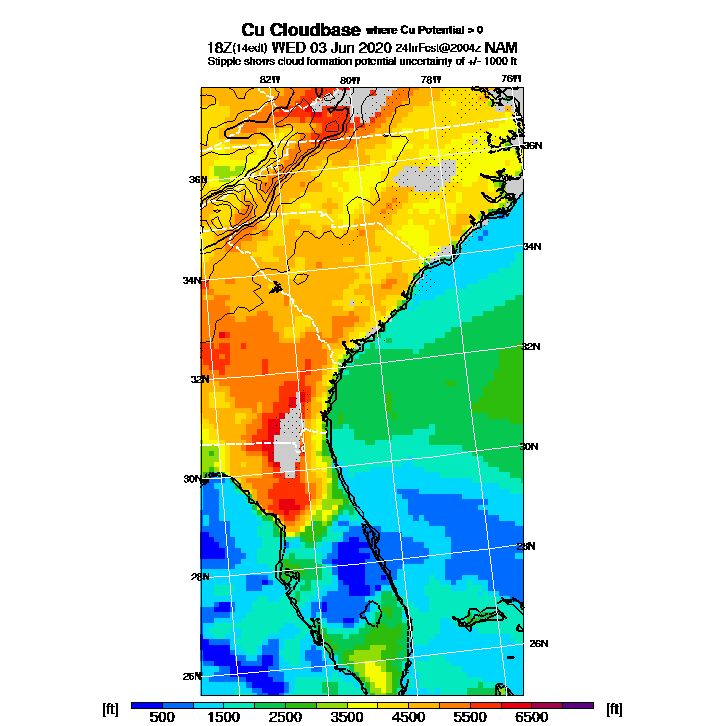 Cu Cloudbase where Cu Potential > 0
18Z(14edt) WED 03 Jun 2020 24hrFcst@2004z NAM
Stipple shows cloud formation potential uncertainty of +/- 1000 ft
82W 80W 78W 76W
36N
36N
34N
34N
32N
32N
30N
30N
28N
28N
26N
26N
[ft] 500 1500 2500 3500 4500 5500 6500 [ft]